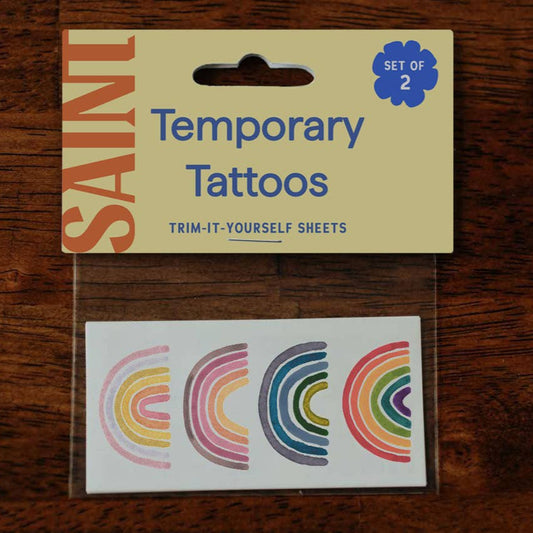 SAINT
SET OF
2
Temporary
Tattoos
TRIM-IT-YOURSELF SHEETS